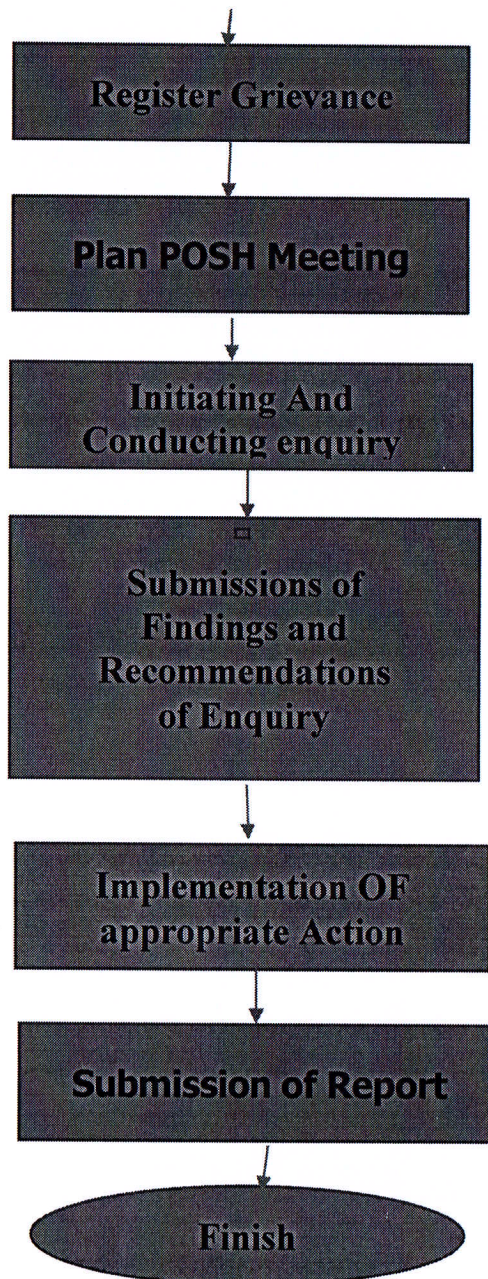 Register Grievance
Plan POSH Meeting
Initiating And
Conducting enquiry
Submissions of
Findings and
Recommendations
of Enquiry
Implementation OF
appropriate Action
Submission of Report
Finish